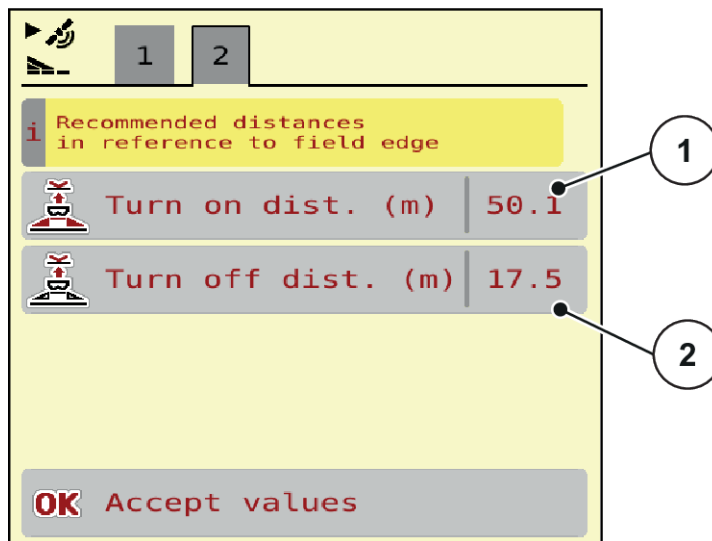 1 2
i Recommended distances
in reference to field edge
1
Turn on dist. (m) 50.1
Turn off dist. (m) 17.5
2
OK Accept values